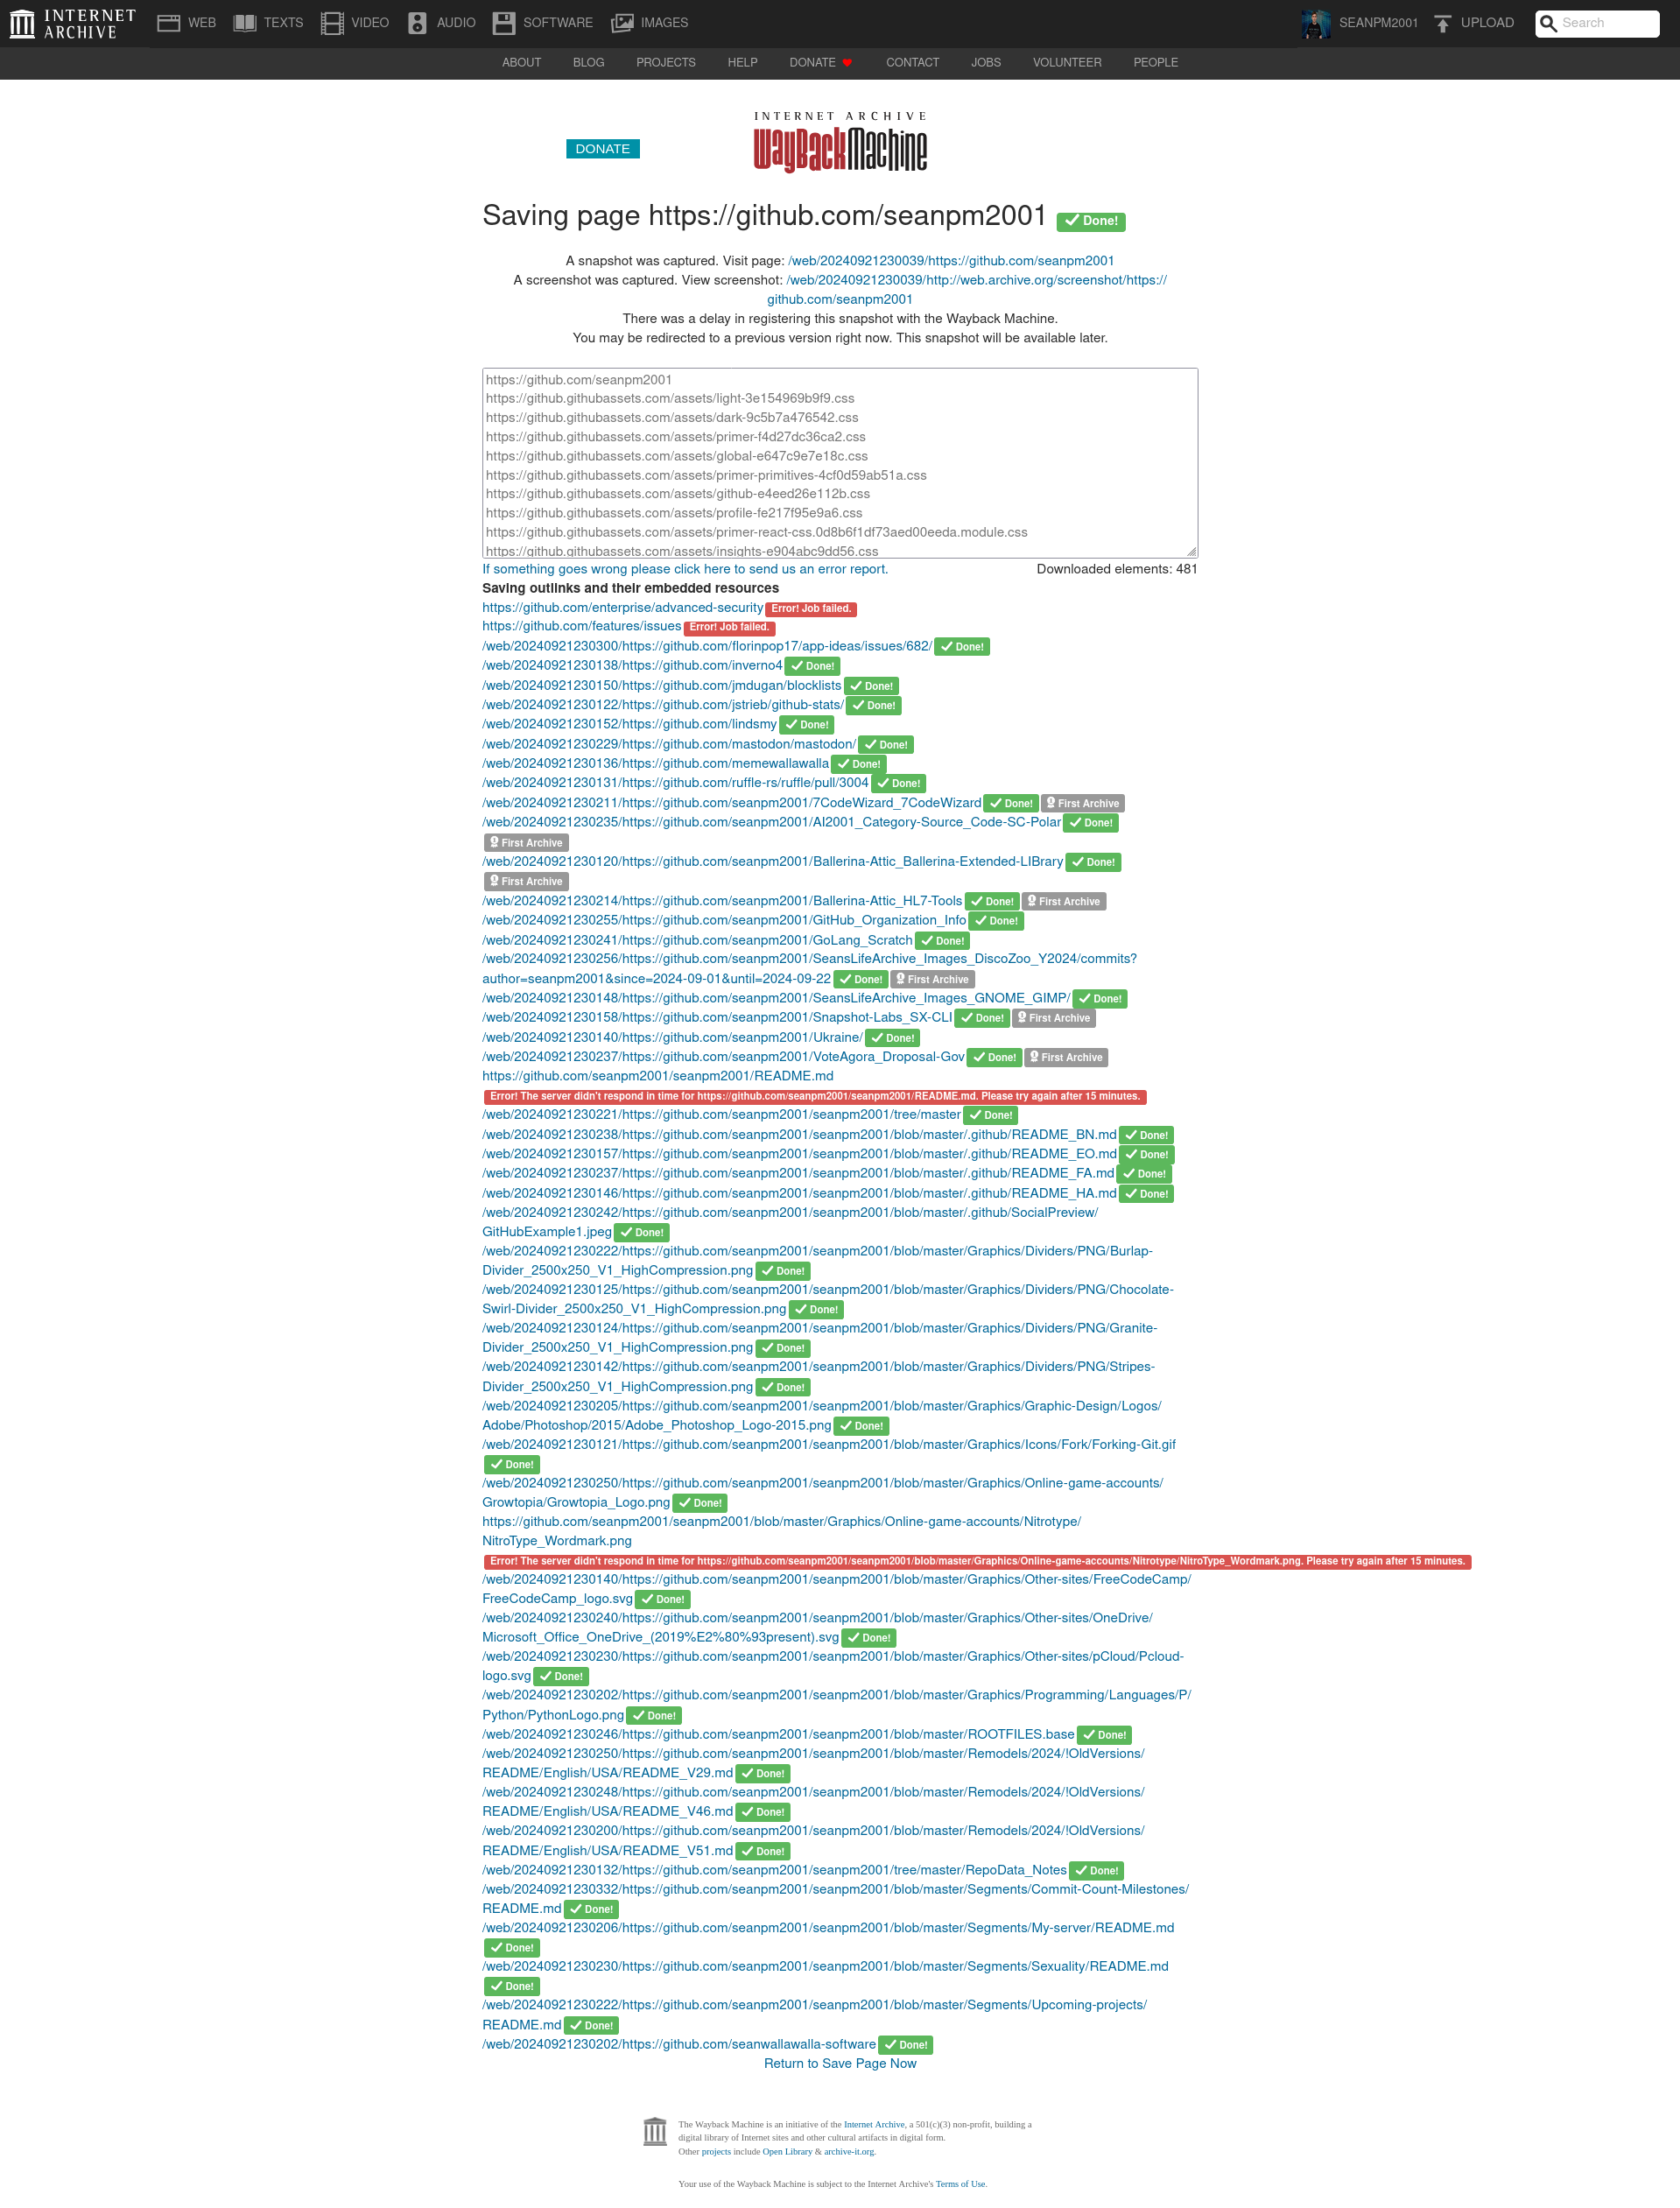 INTERNET ARCHIVE WEB TEXTS VIDEO AUDIO SOFTWARE IMAGES SEANPM2001 UPLOAD Search
ABOUT BLOG PROJECTS HELP DONATE CONTACT JOBS VOLUNTEER PEOPLE
INTERNET ARCHIVE
WayBackMachine
DONATE
Saving page https://github.com/seanpm2001 Done!
A snapshot was captured. Visit page: /web/20240921230039/https://github.com/seanpm2001
A screenshot was captured. View screenshot: /web/20240921230039/http://web.archive.org/screenshot/https://
github.com/seanpm2001
There was a delay in registering this snapshot with the Wayback Machine.
You may be redirected to a previous version right now. This snapshot will be available later.
https://github.com/seanpm2001
https://github.githubassets.com/assets/light-3e154969b9f9.css
https://github.githubassets.com/assets/dark-9c5b7a476542.css
https://github.githubassets.com/assets/primer-f4d27dc36ca2.css
https://github.githubassets.com/assets/global-e647c9e7e18c.css
https://github.githubassets.com/assets/primer-primitives-4cf0d59ab51a.css
https://github.githubassets.com/assets/github-e4eed26e112b.css
https://github.githubassets.com/assets/profile-fe217f95e9a6.css
https://github.githubassets.com/assets/primer-react-css.0d8b6f1df73aed00eeda.module.css
https://github.githubassets.com/assets/insights-e904abc9dd56.css
If something goes wrong please click here to send us an error report. Downloaded elements: 481
Saving outlinks and their embedded resources
https://github.com/enterprise/advanced-security Error! Job failed.
https://github.com/features/issues Error! Job failed.
/web/20240921230300/https://github.com/florinpop17/app-ideas/issues/682/ Done!
/web/20240921230138/https://github.com/inverno4 Done!
/web/20240921230150/https://github.com/jmdugan/blocklists Done!
/web/20240921230122/https://github.com/jstrieb/github-stats/ Done!
/web/20240921230152/https://github.com/lindsmy Done!
/web/20240921230229/https://github.com/mastodon/mastodon/ Done!
/web/20240921230136/https://github.com/memewallawalla Done!
/web/20240921230131/https://github.com/ruffle-rs/ruffle/pull/3004 Done!
/web/20240921230211/https://github.com/seanpm2001/7CodeWizard_7CodeWizard Done! First Archive
/web/20240921230235/https://github.com/seanpm2001/AI2001_Category-Source_Code-SC-Polar Done!
First Archive
/web/20240921230120/https://github.com/seanpm2001/Ballerina-Attic_Ballerina-Extended-LIBrary Done!
First Archive
/web/20240921230214/https://github.com/seanpm2001/Ballerina-Attic_HL7-Tools Done! First Archive
/web/20240921230255/https://github.com/seanpm2001/GitHub_Organization_Info Done!
/web/20240921230241/https://github.com/seanpm2001/GoLang_Scratch Done!
/web/20240921230256/https://github.com/seanpm2001/SeansLifeArchive_Images_DiscoZoo_Y2024/commits?
author=seanpm2001&since=2024-09-01&until=2024-09-22 Done! First Archive
/web/20240921230148/https://github.com/seanpm2001/SeansLifeArchive_Images_GNOME_GIMP/ Done!
/web/20240921230158/https://github.com/seanpm2001/Snapshot-Labs_SX-CLI Done! First Archive
/web/20240921230140/https://github.com/seanpm2001/Ukraine/ Done!
/web/20240921230237/https://github.com/seanpm2001/VoteAgora_Droposal-Gov Done! First Archive
https://github.com/seanpm2001/seanpm2001/README.md
Error! The server didn't respond in time for https://github.com/seanpm2001/seanpm2001/README.md. Please try again after 15 minutes.
/web/20240921230221/https://github.com/seanpm2001/seanpm2001/tree/master Done!
/web/20240921230238/https://github.com/seanpm2001/seanpm2001/blob/master/.github/README_BN.md Done!
/web/20240921230157/https://github.com/seanpm2001/seanpm2001/blob/master/.github/README_EO.md Done!
/web/20240921230237/https://github.com/seanpm2001/seanpm2001/blob/master/.github/README_FA.md Done!
/web/20240921230146/https://github.com/seanpm2001/seanpm2001/blob/master/.github/README_HA.md Done!
/web/20240921230242/https://github.com/seanpm2001/seanpm2001/blob/master/.github/SocialPreview/
GitHubExample1.jpeg Done!
/web/20240921230222/https://github.com/seanpm2001/seanpm2001/blob/master/Graphics/Dividers/PNG/Burlap-
Divider_2500x250_V1_HighCompression.png Done!
/web/20240921230125/https://github.com/seanpm2001/seanpm2001/blob/master/Graphics/Dividers/PNG/Chocolate-
Swirl-Divider_2500x250_V1_HighCompression.png Done!
/web/20240921230124/https://github.com/seanpm2001/seanpm2001/blob/master/Graphics/Dividers/PNG/Granite-
Divider_2500x250_V1_HighCompression.png Done!
/web/20240921230142/https://github.com/seanpm2001/seanpm2001/blob/master/Graphics/Dividers/PNG/Stripes-
Divider_2500x250_V1_HighCompression.png Done!
/web/20240921230205/https://github.com/seanpm2001/seanpm2001/blob/master/Graphics/Graphic-Design/Logos/
Adobe/Photoshop/2015/Adobe_Photoshop_Logo-2015.png Done!
/web/20240921230121/https://github.com/seanpm2001/seanpm2001/blob/master/Graphics/Icons/Fork/Forking-Git.gif
Done!
/web/20240921230250/https://github.com/seanpm2001/seanpm2001/blob/master/Graphics/Online-game-accounts/
Growtopia/Growtopia_Logo.png Done!
https://github.com/seanpm2001/seanpm2001/blob/master/Graphics/Online-game-accounts/Nitrotype/
NitroType_Wordmark.png
Error! The server didn't respond in time for https://github.com/seanpm2001/seanpm2001/blob/master/Graphics/Online-game-accounts/Nitrotype/NitroType_Wordmark.png. Please try again after 15 minutes.
/web/20240921230140/https://github.com/seanpm2001/seanpm2001/blob/master/Graphics/Other-sites/FreeCodeCamp/
FreeCodeCamp_logo.svg Done!
/web/20240921230240/https://github.com/seanpm2001/seanpm2001/blob/master/Graphics/Other-sites/OneDrive/
Microsoft_Office_OneDrive_(2019%E2%80%93present).svg Done!
/web/20240921230230/https://github.com/seanpm2001/seanpm2001/blob/master/Graphics/Other-sites/pCloud/Pcloud-
logo.svg Done!
/web/20240921230202/https://github.com/seanpm2001/seanpm2001/blob/master/Graphics/Programming/Languages/P/
Python/PythonLogo.png Done!
/web/20240921230246/https://github.com/seanpm2001/seanpm2001/blob/master/ROOTFILES.base Done!
/web/20240921230250/https://github.com/seanpm2001/seanpm2001/blob/master/Remodels/2024/!OldVersions/
README/English/USA/README_V29.md Done!
/web/20240921230248/https://github.com/seanpm2001/seanpm2001/blob/master/Remodels/2024/!OldVersions/
README/English/USA/README_V46.md Done!
/web/20240921230200/https://github.com/seanpm2001/seanpm2001/blob/master/Remodels/2024/!OldVersions/
README/English/USA/README_V51.md Done!
/web/20240921230132/https://github.com/seanpm2001/seanpm2001/tree/master/RepoData_Notes Done!
/web/20240921230332/https://github.com/seanpm2001/seanpm2001/blob/master/Segments/Commit-Count-Milestones/
README.md Done!
/web/20240921230206/https://github.com/seanpm2001/seanpm2001/blob/master/Segments/My-server/README.md
Done!
/web/20240921230230/https://github.com/seanpm2001/seanpm2001/blob/master/Segments/Sexuality/README.md
Done!
/web/20240921230222/https://github.com/seanpm2001/seanpm2001/blob/master/Segments/Upcoming-projects/
README.md Done!
/web/20240921230202/https://github.com/seanwallawalla-software Done!
Return to Save Page Now
The Wayback Machine is an initiative of the Internet Archive, a 501(c)(3) non-profit, building a
digital library of Internet sites and other cultural artifacts in digital form.
Other projects include Open Library & archive-it.org.
Your use of the Wayback Machine is subject to the Internet Archive's Terms of Use.